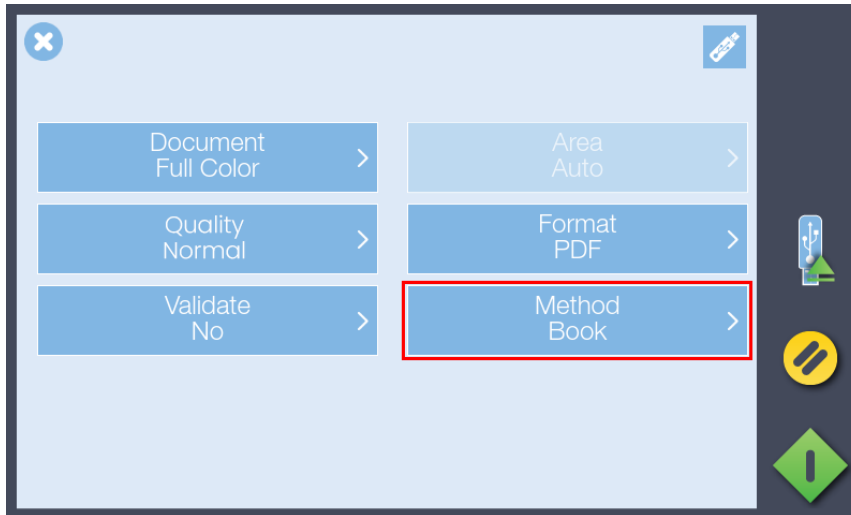 Document
Full Color
Area
Auto
Quality
Normal
Format
PDF
Validate
No
Method
Book